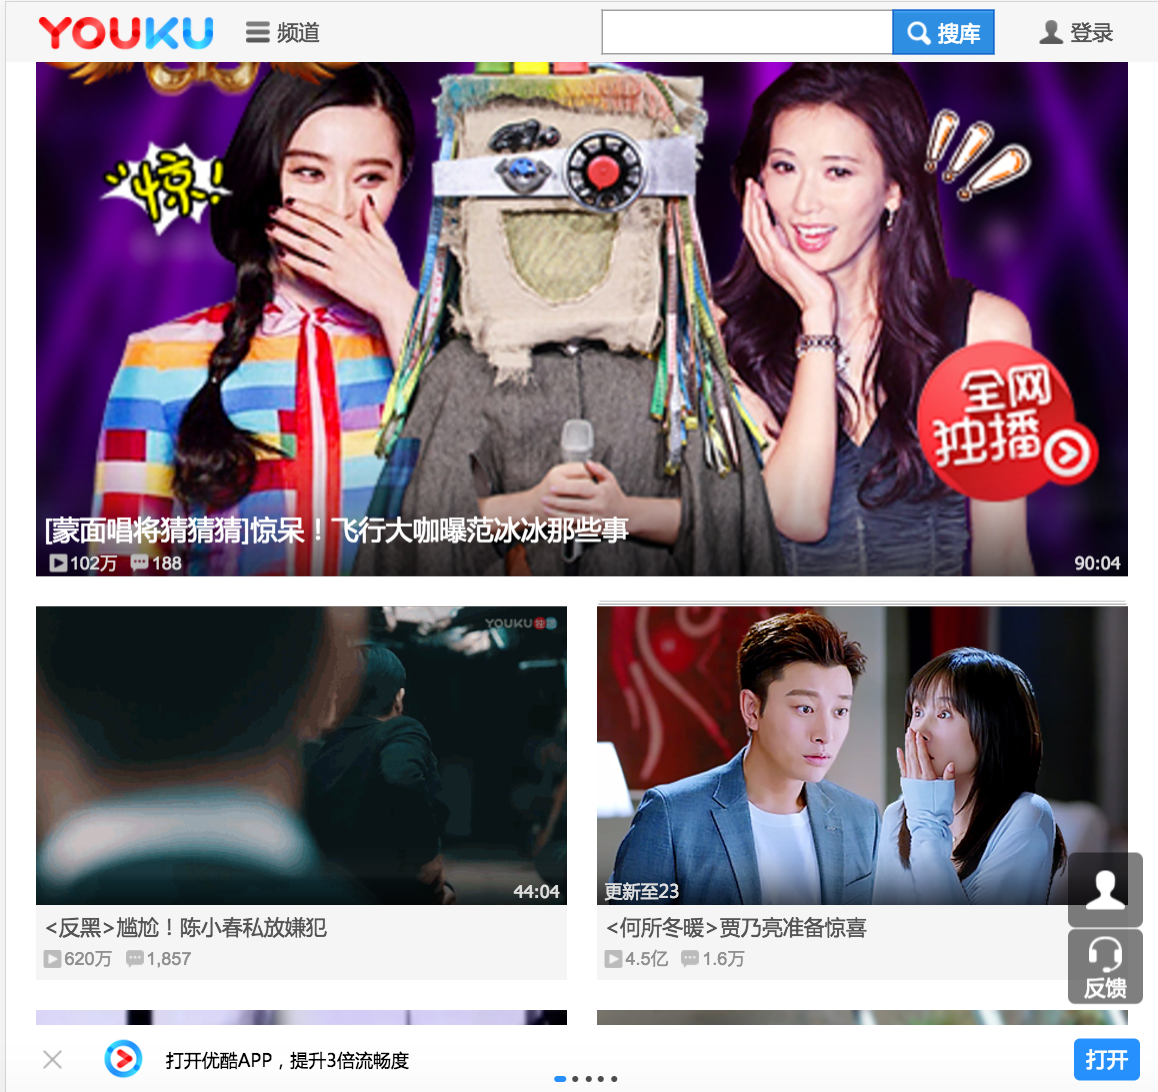 YOUKU
频道
搜库
登录
惊!
全网
独播
[蒙面唱将猜猜猜]惊呆！飞行大咖曝范冰冰那些事
102万 188
90:04
YOUKU
44:04
更新至23
<反黑>尴尬！陈小春私放嫌犯
620万 1,857
<何所冬暖>贾乃亮准备惊喜
4.5亿 1.6万
反馈
打开优酷APP，提升3倍流畅度
打开